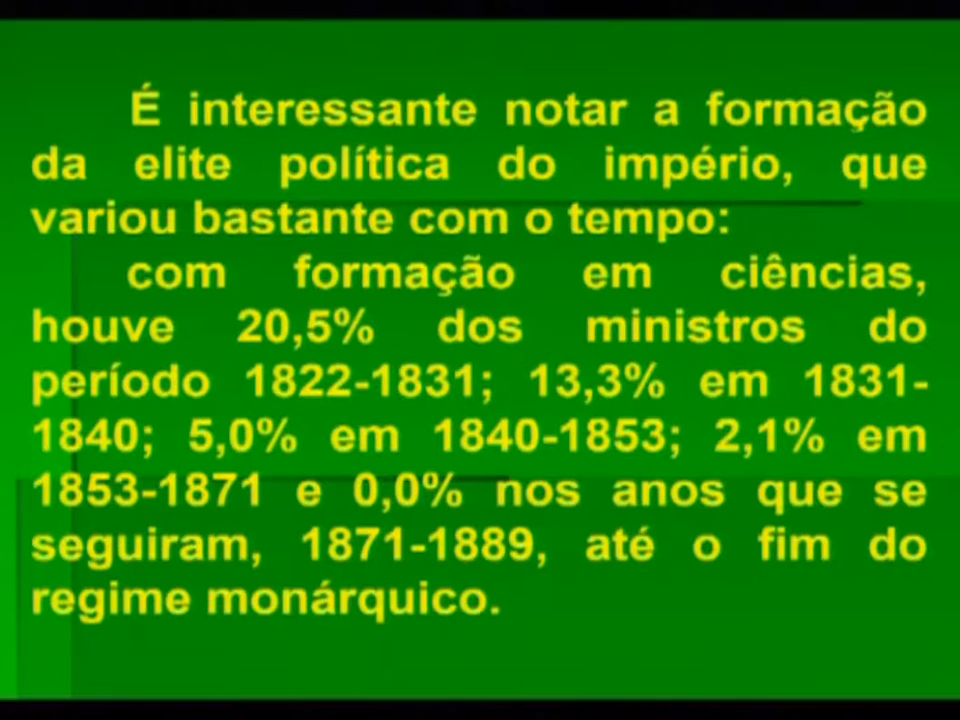 É interessante notar a formação
da elite política do império, que
variou bastante com o tempo:
com formação em ciências,
houve 20,5% dos ministros do
período 1822-1831; 13,3% em 1831-
1840; 5,0% em 1840-1853; 2,1% em
1853-1871 e 0,0% nos anos que se
seguiram, 1871-1889, até o fim do
regime monárquico.